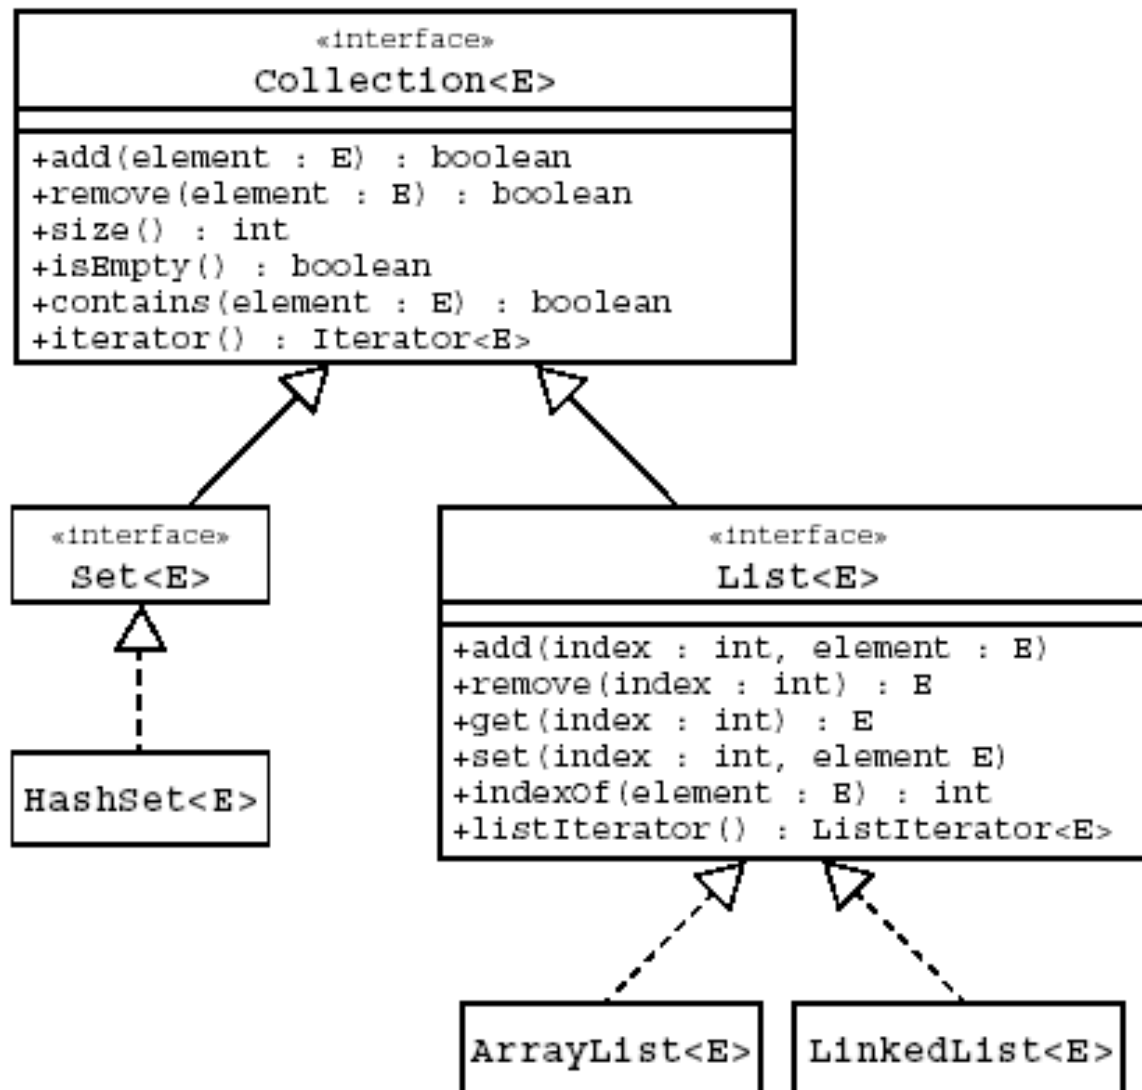 «interface»
Collection<E>
+add(element : E) : boolean
+remove(element : E) : boolean
+size() : int
+isEmpty() : boolean
+contains(element : E) : boolean
+iterator() : Iterator<E>
«interface»
Set<E>
HashSet<E>
«interface»
List<E>
+add(index : int, element : E)
+remove(index : int) : E
+get(index : int) : E
+set(index : int, element E)
+indexOf(element : E) : int
+listIterator() : ListIterator<E>
ArrayList<E>
LinkedList<E>